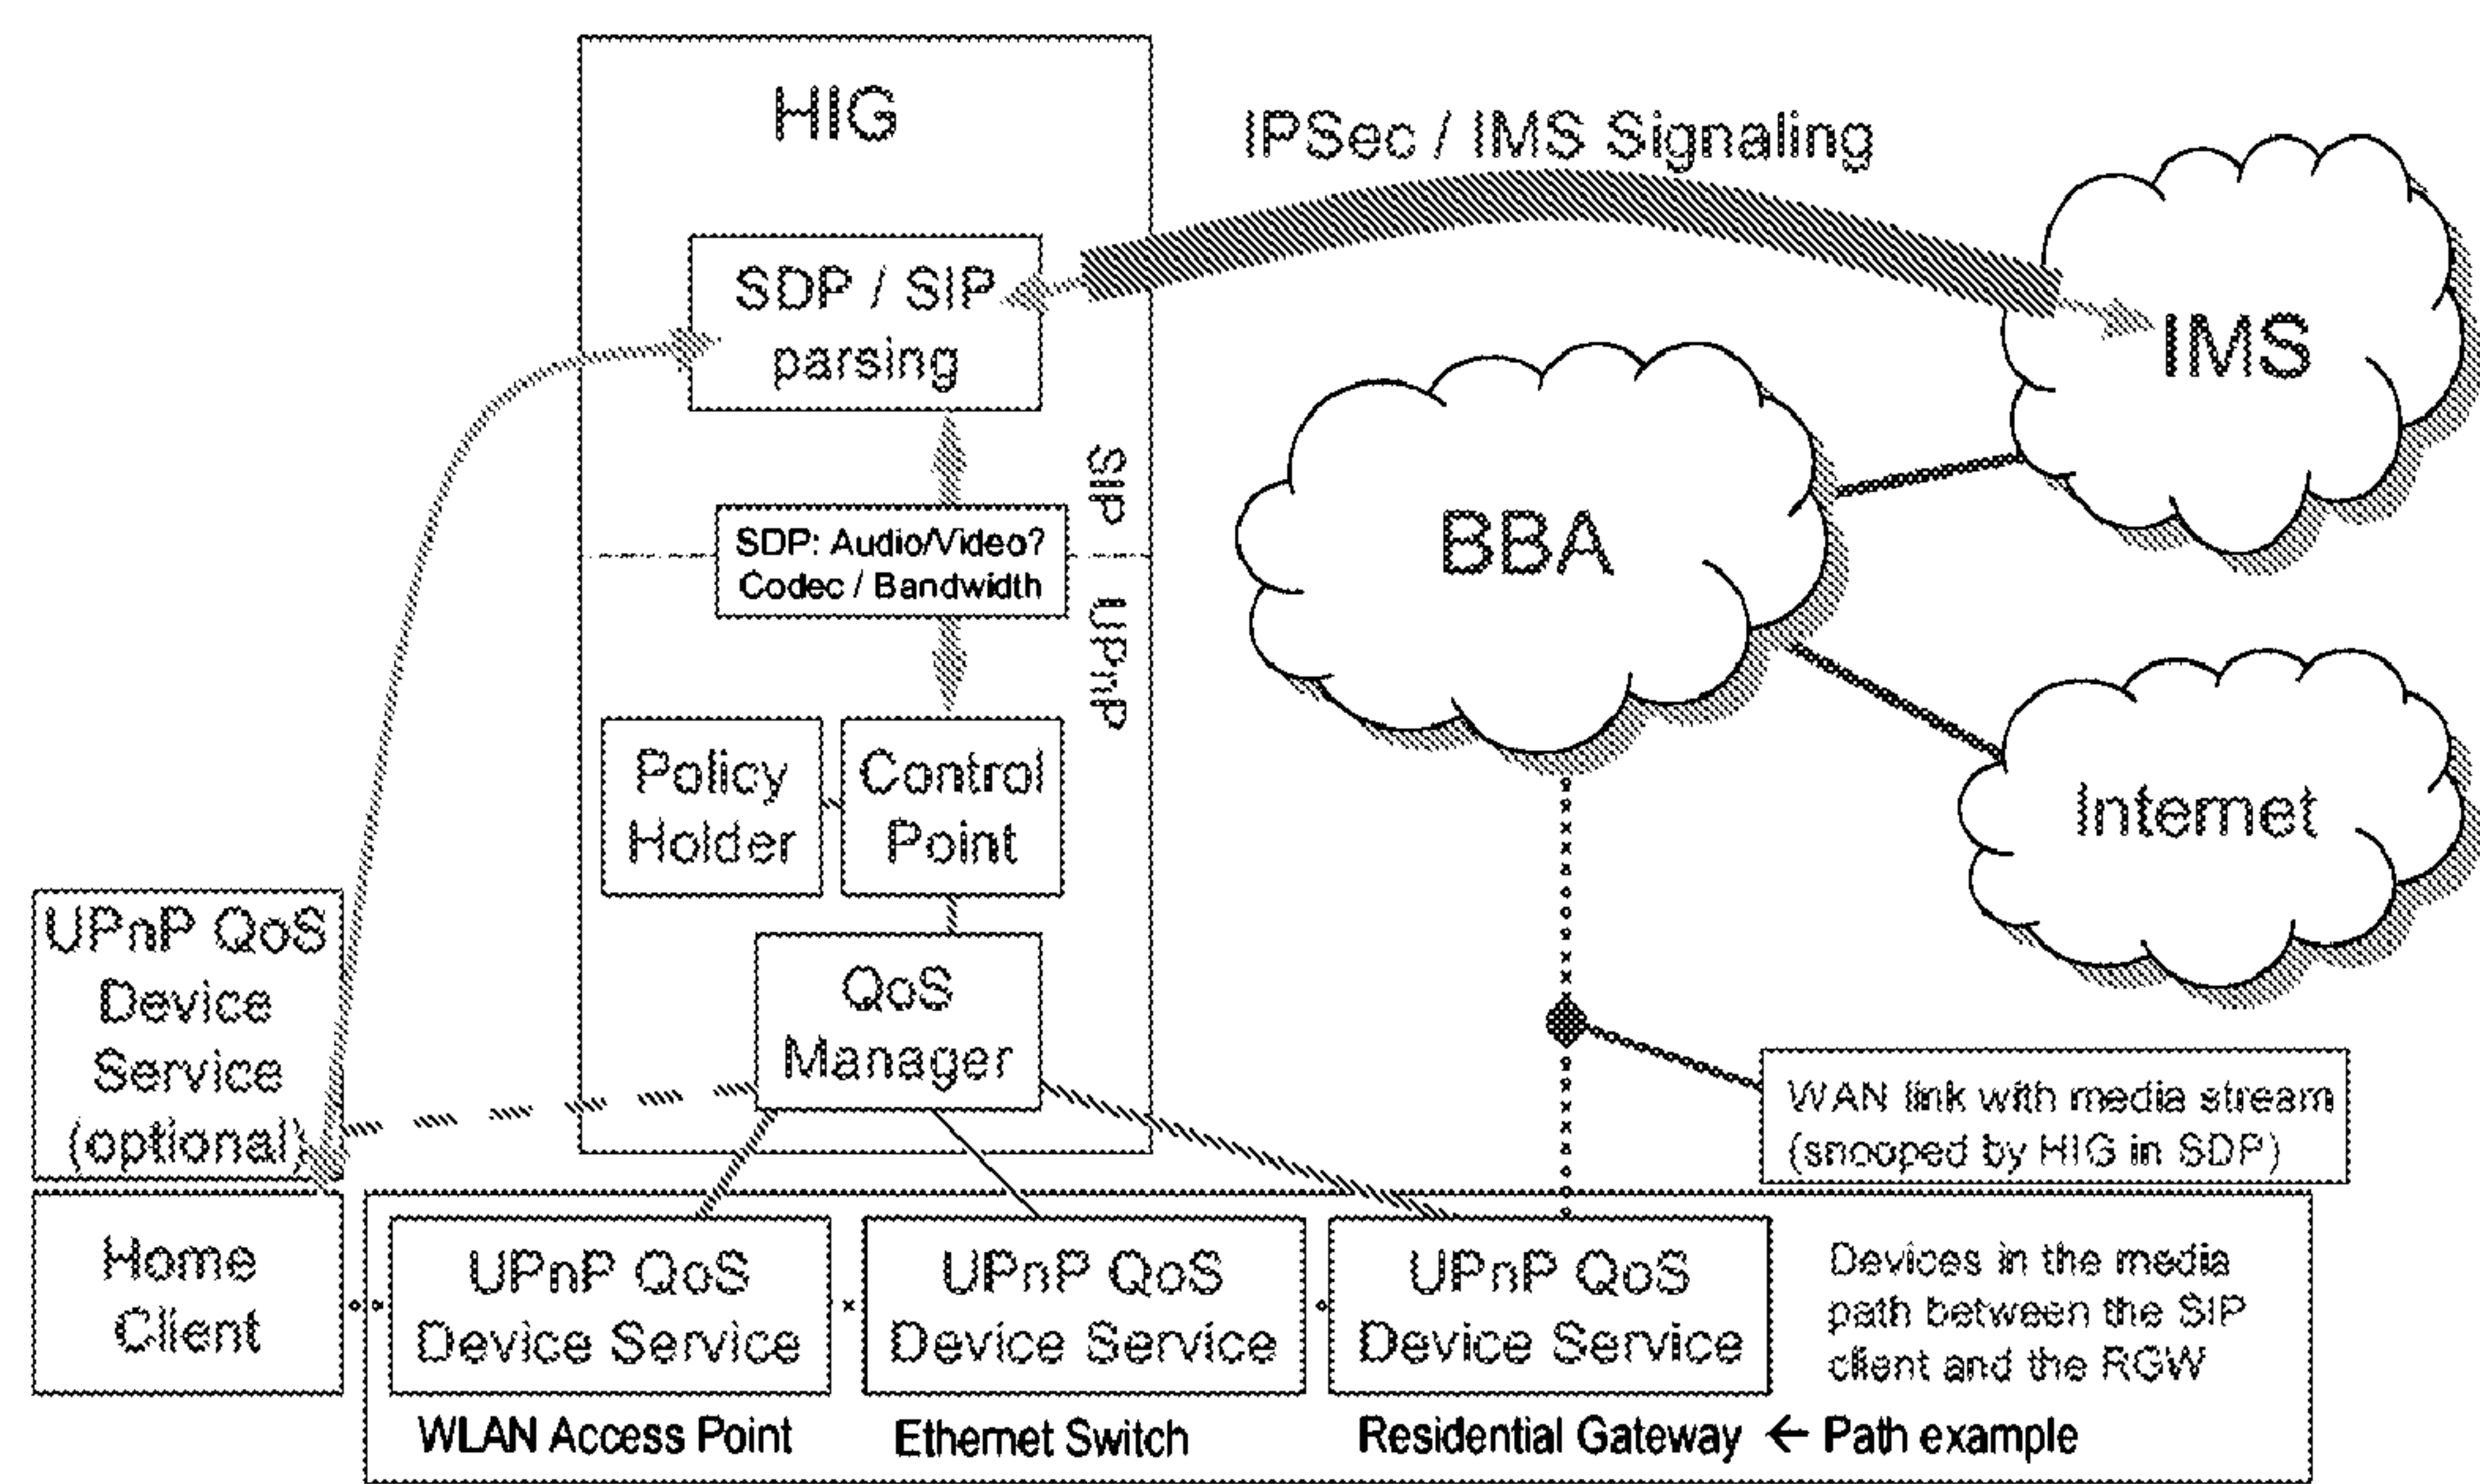 HIG
IPSec / IMS Signaling
SDP / SIP
parsing
IMS
SIP
SDP: Audio/Video?
Codec / Bandwidth
UPnP
BBA
Policy
Holder
Control
Point
Internet
UPnP QoS
Device
Service
(optional)
QoS
Manager
WAN link with media stream
(snooped by HIG in SDP)
Home
Client
UPnP QoS
Device Service
UPnP QoS
Device Service
UPnP QoS
Device Service
Devices in the media
path between the SIP
client and the RGW
WLAN Access Point
Ethernet Switch
Residential Gateway ← Path example